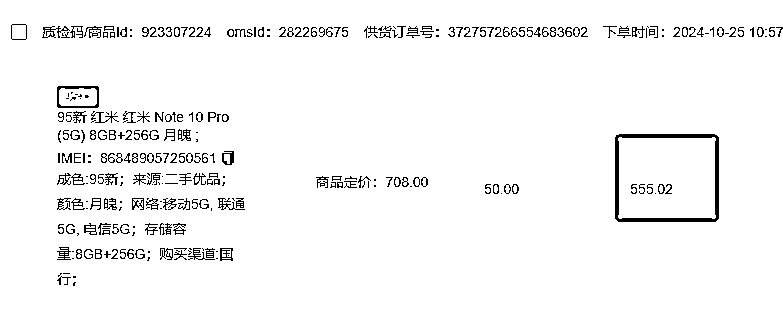 质检码/商品Id：923307224 omsId：282269675 供货订单号：372757266554683602 下单时间：2024-10-25 10:57
95新 红米 红米 Note 10 Pro
(5G) 8GB+256G 月魄；
IMEI：868489057250561
成色:95新；来源:二手优品；
颜色:月魄；网络:移动5G, 联通
5G, 电信5G；存储容
量:8GB+256G；购买渠道:国
行；
商品定价：708.00
50.00
555.02